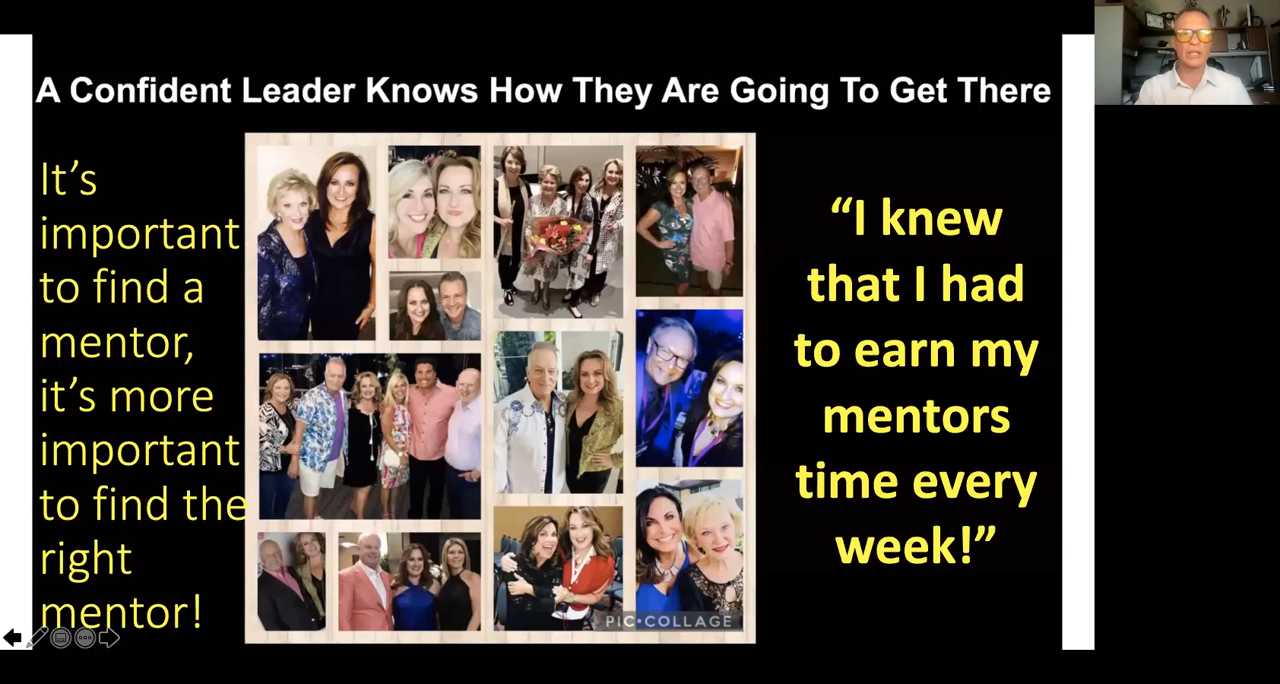 A Confident Leader Knows How They Are Going To Get There
It’s
important
to find a
mentor,
it’s more
important
to find the
right
mentor!
“I knew
that I had
to earn my
mentors
time every
week!”
PIC•COLLAGE